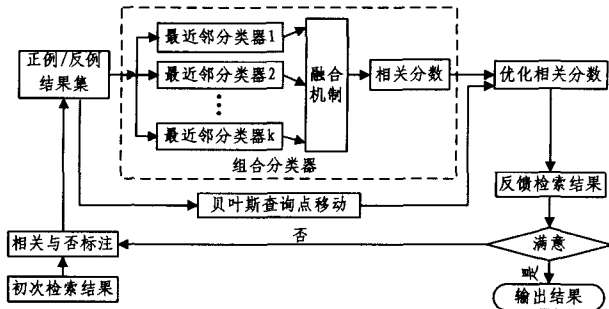 正例/反例
结果集
最近邻分类器1
最近邻分类器2
最近邻分类器k
融合
机制
相关分数
优化相关分数
组合分类器
贝叶斯查询点移动
反馈检索结果
相关与否标注
否
满意
初次检索结果
是
输出结果